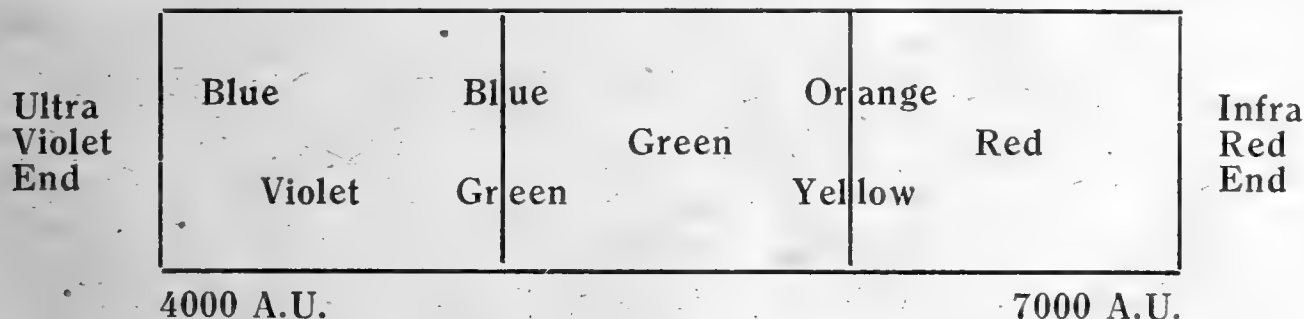 Ultra
Violet
End
Blue
Violet
Blue
Green
Green
Orange
Yellow
Red
Infra
Red
End
4000 A.U.
7000 A.U.